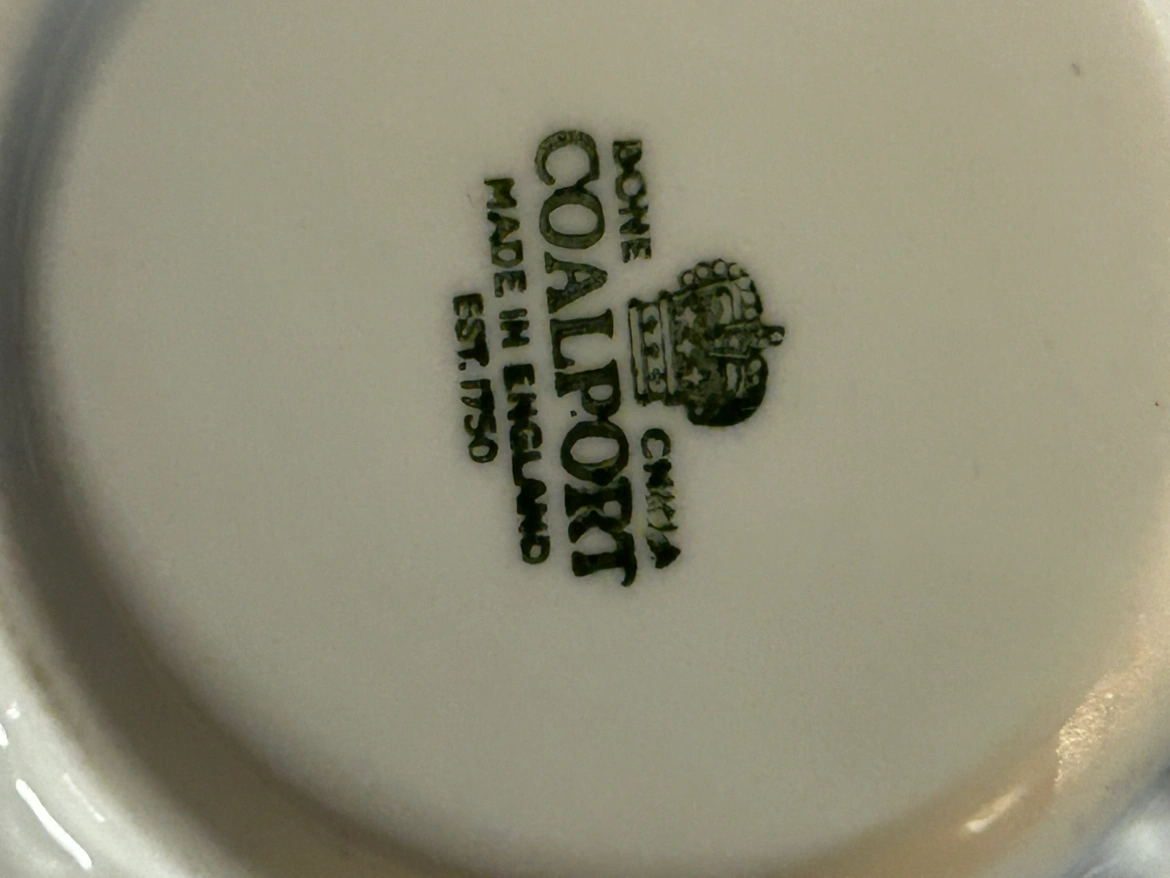 BONE CHINA
COALPORT
MADE IN ENGLAND
EST. 1750